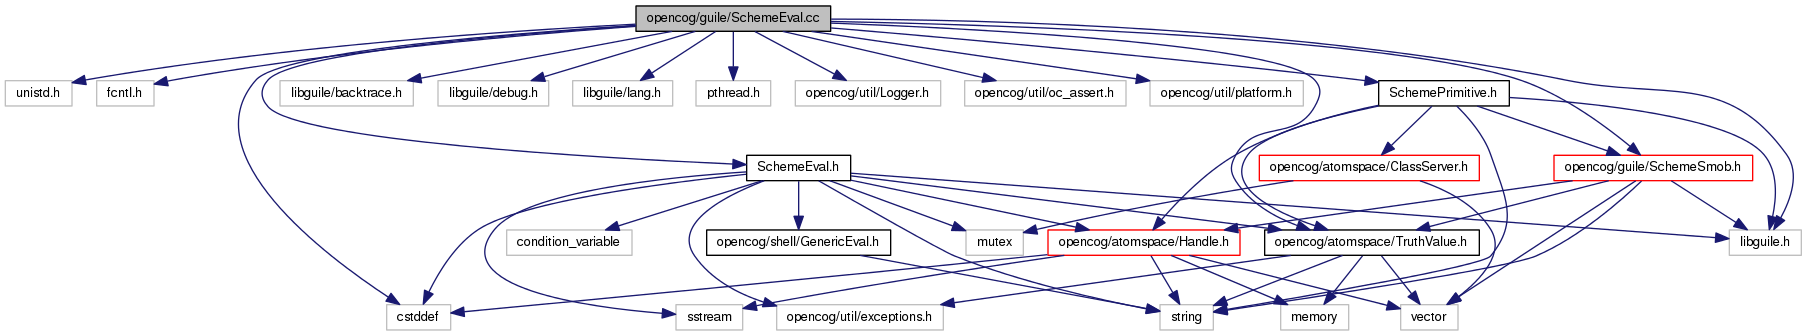 opencog/guile/SchemeEval.cc
unistd.h
fcntl.h
libguile/backtrace.h
libguile/debug.h
libguile/lang.h
pthread.h
opencog/util/Logger.h
opencog/util/oc_assert.h
opencog/util/platform.h
SchemePrimitive.h
SchemeEval.h
opencog/atomspace/ClassServer.h
opencog/guile/SchemeSmob.h
condition_variable
opencog/shell/GenericEval.h
mutex
opencog/atomspace/Handle.h
opencog/atomspace/TruthValue.h
libguile.h
cstddef
sstream
opencog/util/exceptions.h
string
memory
vector